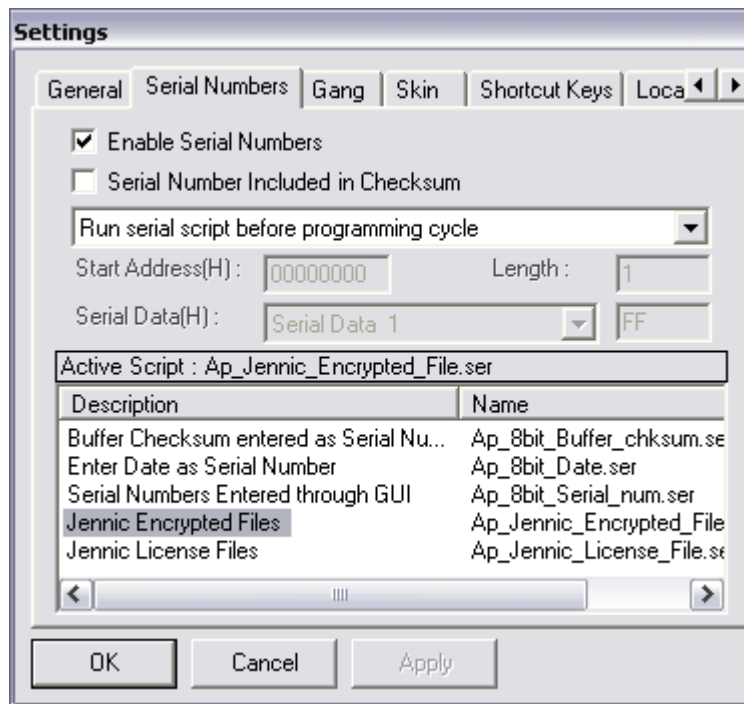 Settings
General Serial Numbers Gang Skin Shortcut Keys Loca
Enable Serial Numbers
Serial Number Included in Checksum
Run serial script before programming cycle
Start Address(H) : 00000000 Length : 1
Serial Data(H) : Serial Data 1 FF
Active Script : Ap_Jennic_Encrypted_File.ser
Description Name
Buffer Checksum entered as Serial Nu... Ap_8bit_Buffer_chksum.se
Enter Date as Serial Number Ap_8bit_Date.ser
Serial Numbers Entered through GUI Ap_8bit_Serial_num.ser
Jennic Encrypted Files Ap_Jennic_Encrypted_File
Jennic License Files Ap_Jennic_License_File.se
OK Cancel Apply